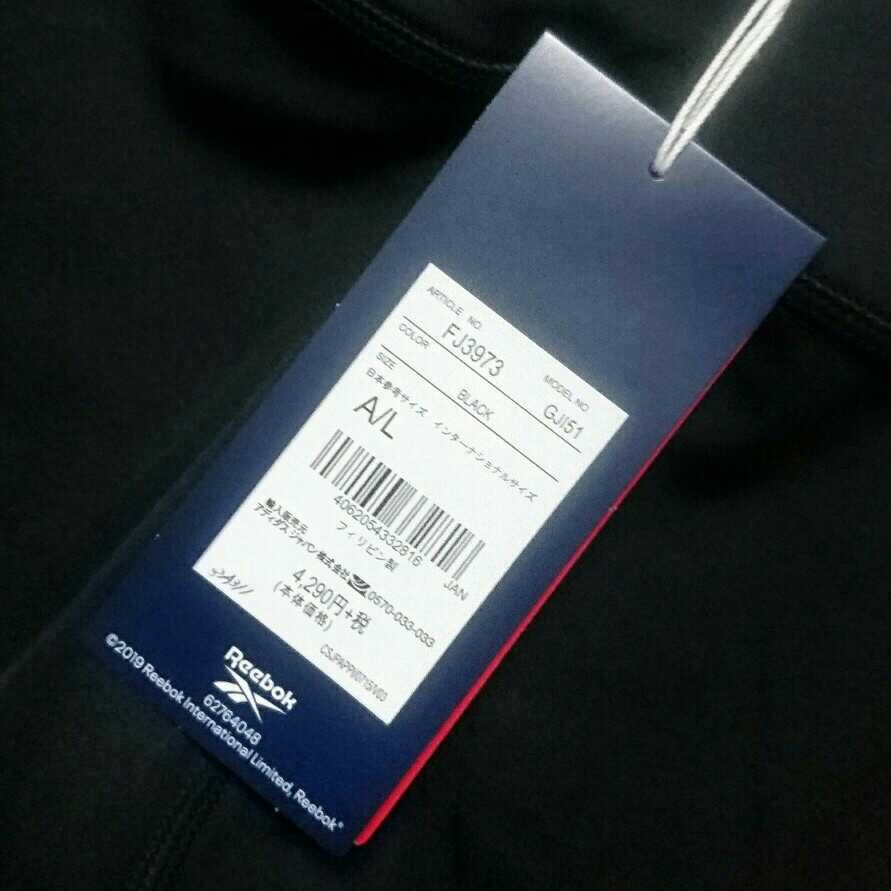 ARTICLE NO.
MODEL NO
FJ3973
GJI51
COLOR
BLACK
SIZE
日本参考サイズ インターナショナルサイズ
A/L
4062054332816
JAN
フィリピン製
輸入販売元
アディダス ジャパン株式会社 0570-033-033
4,290円+税
(本体価格)
Reebok
62764048
©2019 Reebok International Limited, Reebok®